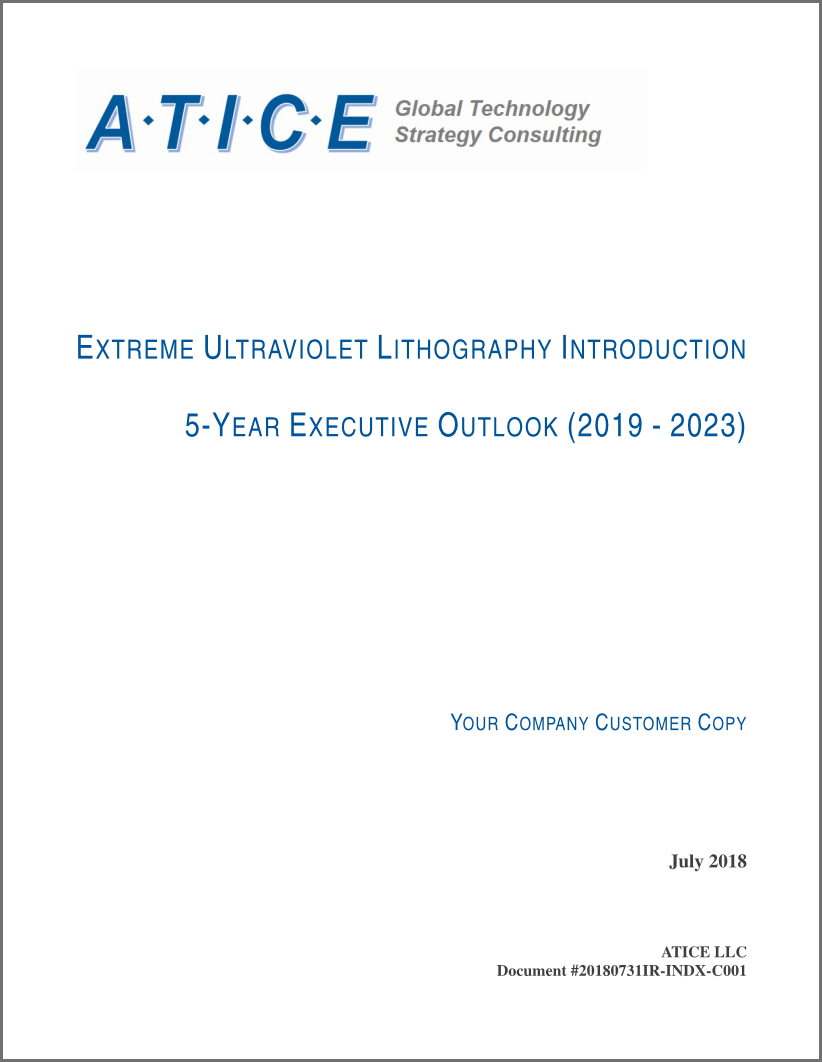 A·T·I·C·E
Global Technology
Strategy Consulting
EXTREME ULTRAVIOLET LITHOGRAPHY INTRODUCTION
5-YEAR EXECUTIVE OUTLOOK (2019 - 2023)
YOUR COMPANY CUSTOMER COPY
July 2018
ATICE LLC
Document #20180731IR-INDX-C001